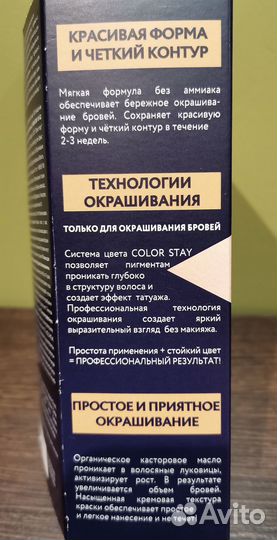 КРАСИВАЯ ФОРМА
И ЧЕТКИЙ КОНТУР
Мягкая формула без аммиака
обеспечивает бережное окрашива-
ние бровей. Сохраняет красивую
форму и чёткий контур в течение
2-3 недель.
ТЕХНОЛОГИИ
ОКРАШИВАНИЯ
ТОЛЬКО ДЛЯ ОКРАШИВАНИЯ БРОВЕЙ
Система цвета COLOR STAY
позволяет пигментам
проникать глубоко
в структуру волоса и
создает эффект татуажа.
Профессиональная технология
окрашивания создает яркий
выразительный взгляд без макияжа.
Простота применения + стойкий цвет
= ПРОФЕССИОНАЛЬНЫЙ РЕЗУЛЬТАТ!
ПРОСТОЕ И ПРИЯТНОЕ
ОКРАШИВАНИЕ
Органическое касторовое масло
проникает в волосяные луковицы,
активизирует рост. В результате
увеличивается объем бровей.
Насыщенная кремовая текстура
краски обеспечивает простое
и легкое нанесение и не течет!
Avito